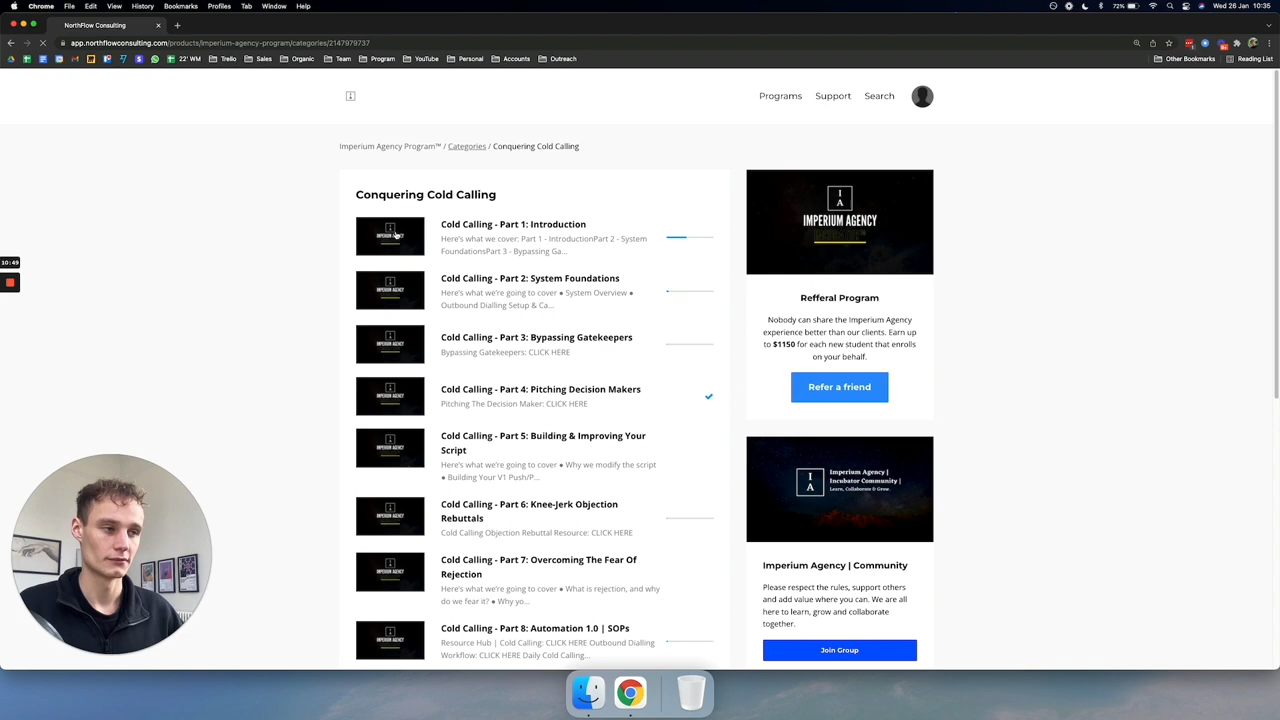 Chrome File Edit View History Bookmarks Profiles Tab Window Help
72% Wed 26 Jan 10:35
NorthFlow Consulting
app.northflowconsulting.com/products/imperium-agency-program/categories/2147979737
22' WM Trello Sales Organic Team Program YouTube Personal Accounts Outreach Other Bookmarks Reading List
Programs Support Search
Imperium Agency Program™ / Categories / Conquering Cold Calling
Conquering Cold Calling
Cold Calling - Part 1: Introduction
Here's what we cover: Part 1 - IntroductionPart 2 - System
FoundationsPart 3 - Bypassing Ga...
Cold Calling - Part 2: System Foundations
Here's what we're going to cover ● System Overview ●
Outbound Dialling Setup & Ca...
Cold Calling - Part 3: Bypassing Gatekeepers
Bypassing Gatekeepers: CLICK HERE
Cold Calling - Part 4: Pitching Decision Makers
Pitching The Decision Maker: CLICK HERE
Cold Calling - Part 5: Building & Improving Your
Script
Here's what we're going to cover ● Why we modify the script
● Building Your V1 Push/P...
Cold Calling - Part 6: Knee-Jerk Objection
Rebuttals
Cold Calling Objection Rebuttal Resource: CLICK HERE
Cold Calling - Part 7: Overcoming The Fear Of
Rejection
Here's what we're going to cover ● What is rejection, and why
do we fear it? ● Why yo...
Cold Calling - Part 8: Automation 1.0 | SOPs
Resource Hub | Cold Calling: CLICK HERE Outbound Dialling
Workflow: CLICK HERE Daily Cold Calling...
I
A
IMPERIUM AGENCY
Refferal Program
Nobody can share the Imperium Agency
experience better than our clients. Earn up
to $1150 for each new student that enrolls
on your behalf.
Refer a friend
I
A
Imperium Agency |
Incubator Community |
Learn, Collaborate & Grow.
Imperium Agency | Community
Please respect the rules, support others
and add value where you can. We are all
here to learn, grow and collaborate
together.
Join Group
10:49